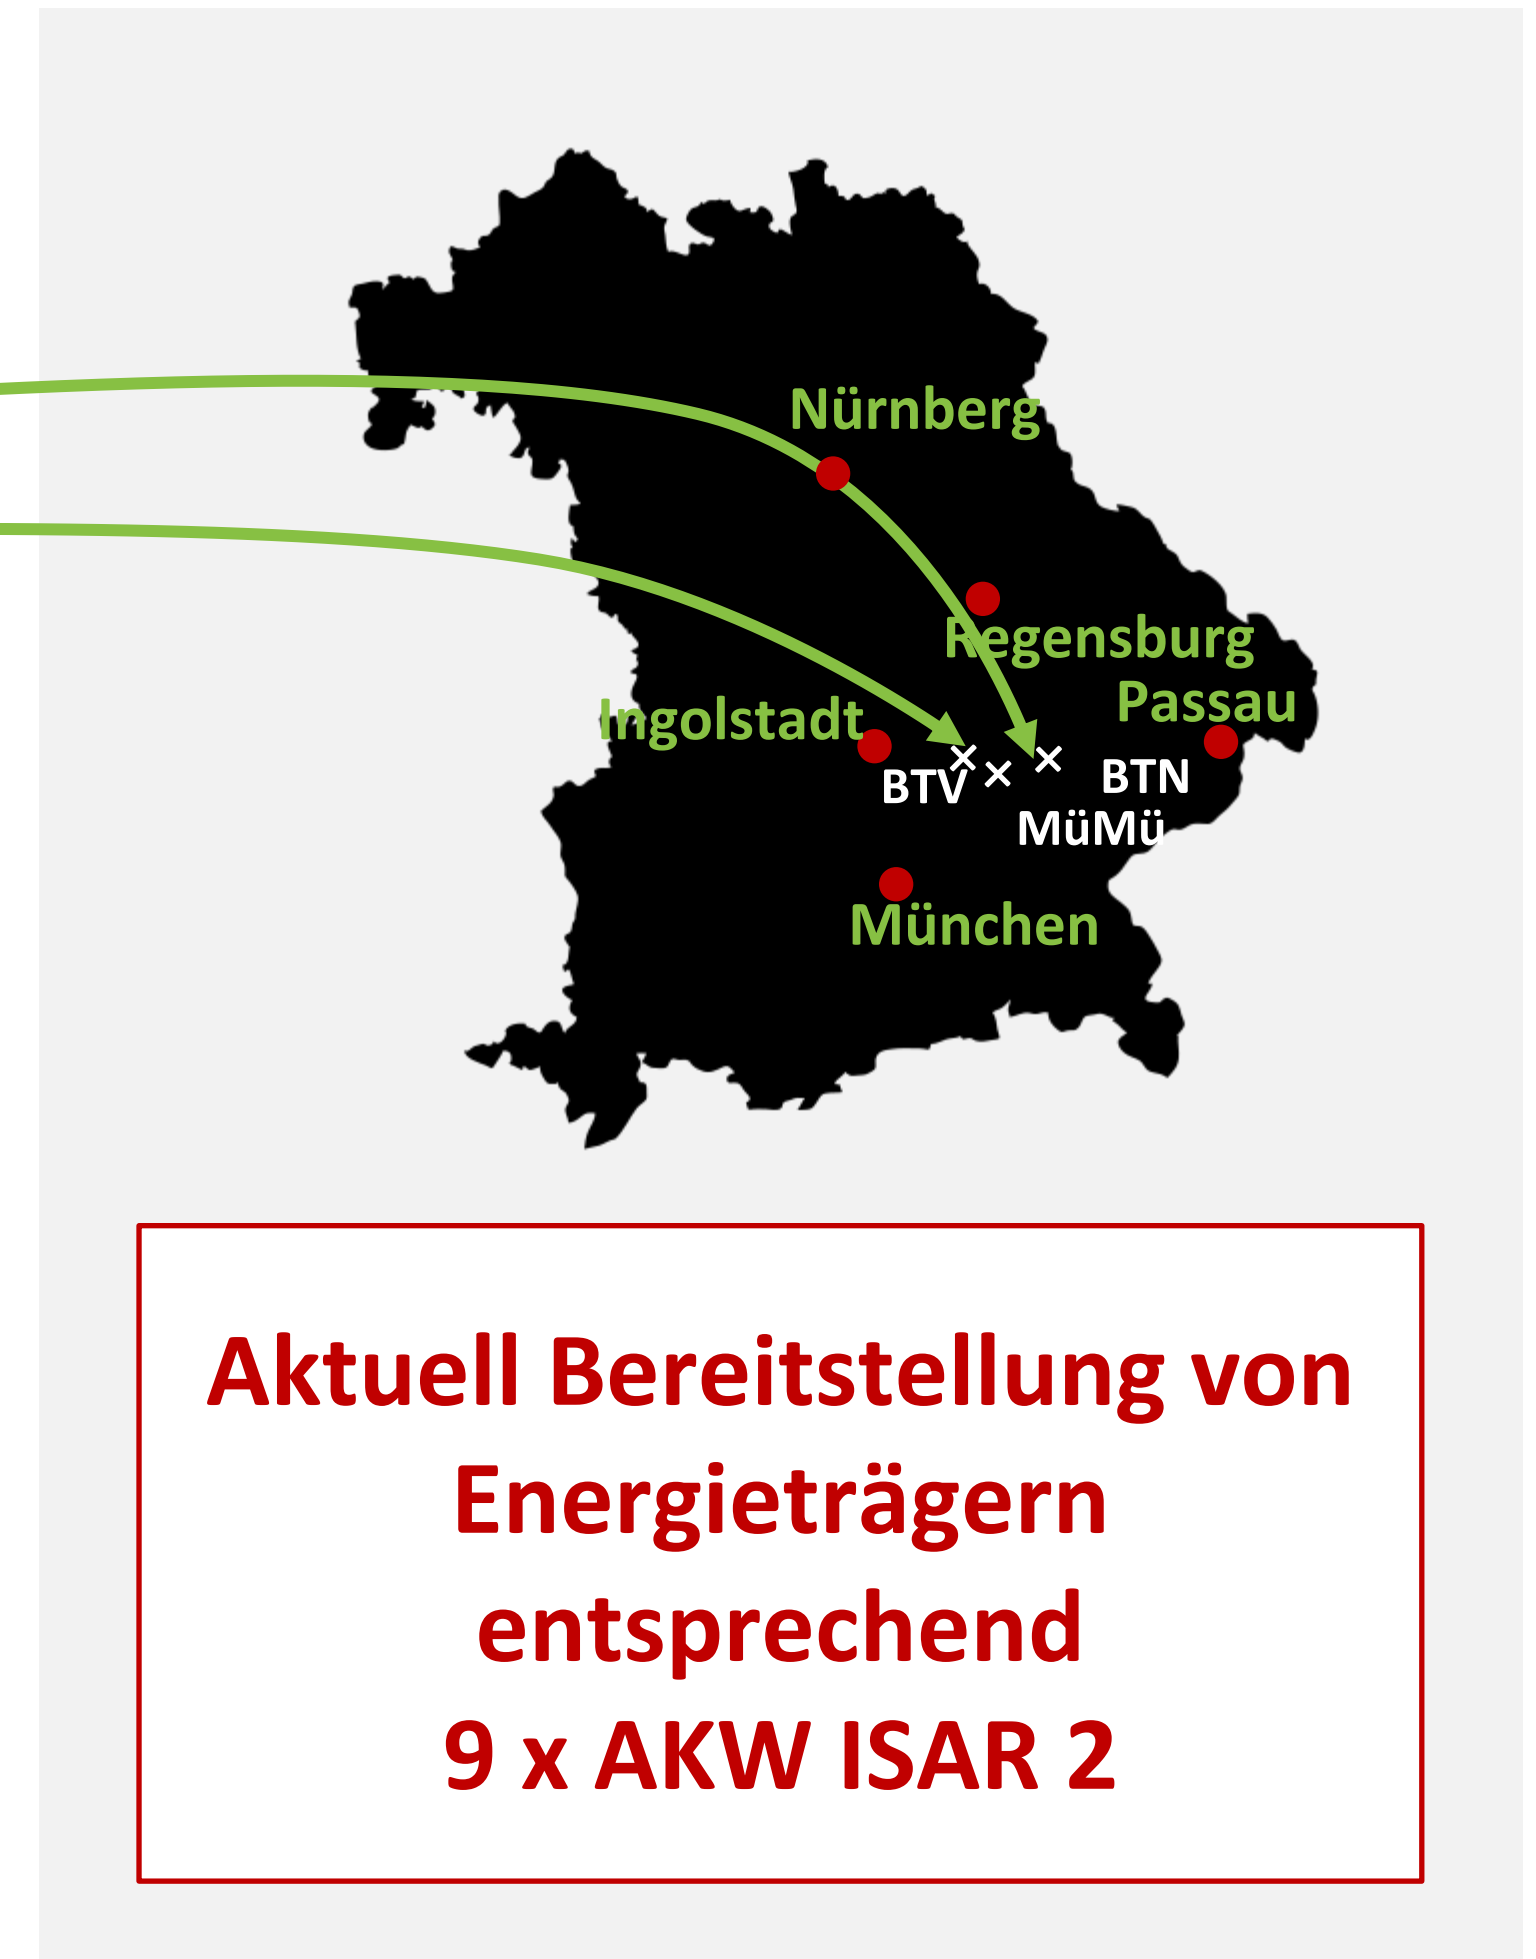 Nürnberg
Regensburg
Passau
Ingolstadt
BTV
BTN
MüMü
München
Aktuell Bereitstellung von
Energieträgern
entsprechend
9 x AKW ISAR 2